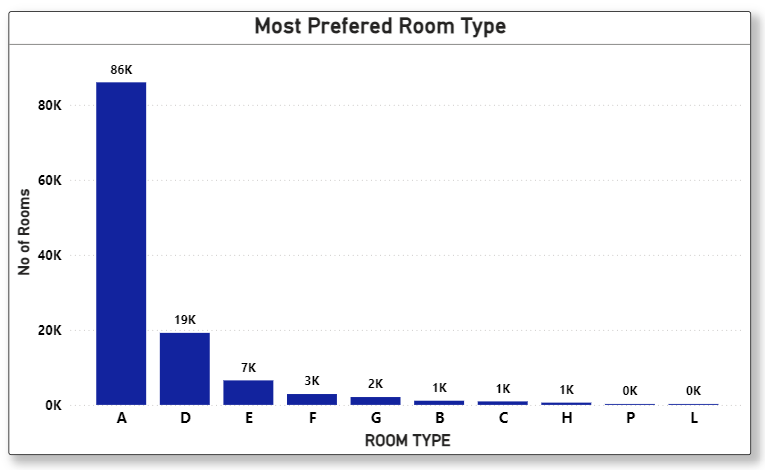 Most Prefered Room Type
86K
80K
60K
40K
20K
0K
No of Rooms
19K
7K
3K
2K
1K
1K
1K
0K
0K
A D E F G B C H P L
ROOM TYPE